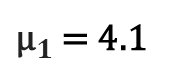 μ₁ = 4.1